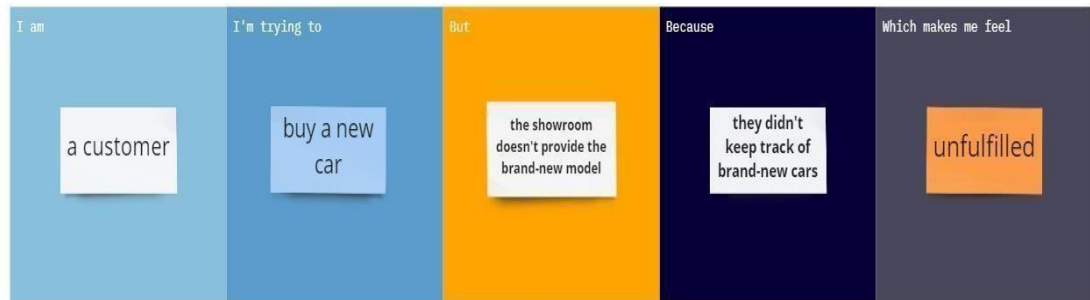 I am
a customer
I'm trying to
buy a new
car
But
the showroom
doesn't provide the
brand-new model
Because
they didn't
keep track of
brand-new cars
Which makes me feel
unfulfilled